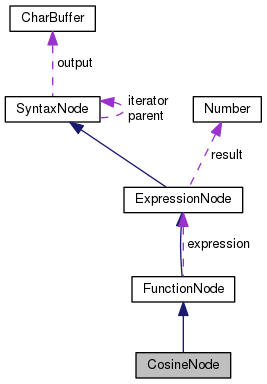 CharBuffer
output
SyntaxNode
iterator
parent
Number
result
ExpressionNode
expression
FunctionNode
CosineNode